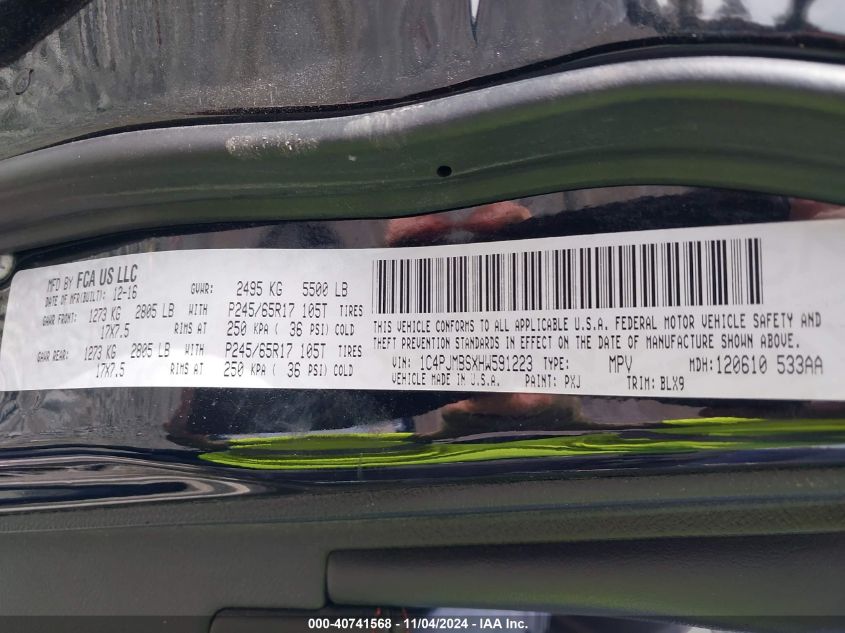 MFD BY FCA US LLC
DATE OF MFR(BUILT): 12-16 GVWR: 2495 KG 5500 LB
GAWR FRONT: 1273 KG 2805 LB WITH P245/65R17 105T TIRES
17X7.5 RIMS AT 250 KPA ( 36 PSI) COLD
GAWR REAR: 1273 KG 2805 LB WITH P245/65R17 105T TIRES
17X7.5 RIMS AT 250 KPA ( 36 PSI) COLD
THIS VEHICLE CONFORMS TO ALL APPLICABLE U.S.A. FEDERAL MOTOR VEHICLE SAFETY AND
THEFT PREVENTION STANDARDS IN EFFECT ON THE DATE OF MANUFACTURE SHOWN ABOVE.
VIN: 1C4PJMBSXHW591223 TYPE: MPV MDH: 120610 533AA
VEHICLE MADE IN U.S.A. PAINT: PXJ TRIM: BLX9
000-40741568 - 11/04/2024 - IAA Inc.